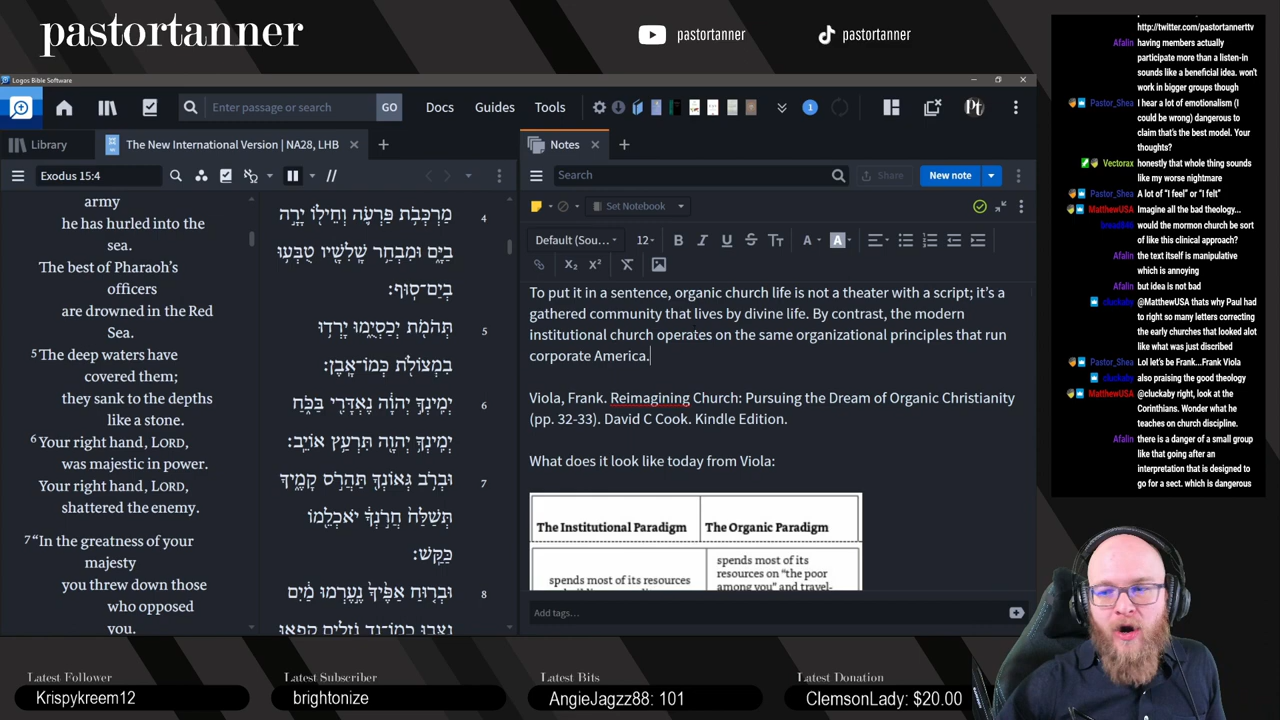 pastortanner
pastortanner
pastortanner
Logos Bible Software
Enter passage or search
GO
Docs
Guides
Tools
1
Pt
Library
The New International Version | NA28, LHB
Notes
Exodus 15:4
Search
Share
New note
Set Notebook
Default (Sou...
12
army
he has hurled into the
sea.
The best of Pharaoh's
officers
are drowned in the Red
Sea.
5 The deep waters have
covered them;
they sank to the depths
like a stone.
6 Your right hand, LORD,
was majestic in power.
Your right hand, LORD,
shattered the enemy.
7 “In the greatness of your
majesty
you threw down those
who opposed
you.
מַרְכְּבֹ֥ת פַּרְעֹ֛ה וְחֵיל֖וֹ יָרָ֣ה 4
בַיָּ֑ם וּמִבְחַ֥ר שָֽׁלִשָׁ֖יו טֻבְּע֥וּ
בְיַם־סֽוּף׃
תְּהֹמֹ֖ת יְכַסְיֻ֑מוּ יָרְד֥וּ 5
בִמְצוֹלֹ֖ת כְּמוֹ־אָֽבֶן׃
יְמִֽינְךָ֣ יְהוָ֔ה נֶאְדָּרִ֖י בַּכֹּ֑חַ 6
יְמִֽינְךָ֥ יְהוָ֖ה תִּרְעַ֥ץ אוֹיֵֽב׃
וּבְרֹ֥ב גְּאוֹנְךָ֖ תַּהֲרֹ֣ס קָמֶ֑יךָ 7
תְּשַׁלַּח֙ חֲרֹ֣נְךָ֔ יֹאכְלֵ֖מוֹ
כַּקַּֽשׁ׃
וּבְר֤וּחַ אַפֶּ֙יךָ֙ נֶ֣עֶרְמוּ מַ֔יִם 8
נִצְּב֥וּ כְמוֹ־נֵ֖ד נֹזְלִ֑ים קָֽפְא֥וּ
To put it in a sentence, organic church life is not a theater with a script; it’s a
gathered community that lives by divine life. By contrast, the modern
institutional church operates on the same organizational principles that run
corporate America.
Viola, Frank. Reimagining Church: Pursuing the Dream of Organic Christianity
(pp. 32-33). David C Cook. Kindle Edition.
What does it look like today from Viola:
The Institutional Paradigm
The Organic Paradigm
spends most of its resources
spends most of its
resources on “the poor
among you” and travel-
Add tags...
http://twitter.com/pastortannerttv
Afalin having members actually
participate more than a listen-in
sounds like a beneficial idea. won't
work in bigger groups though
Pastor_Shea I hear a lot of emotionalism (I
could be wrong) dangerous to
claim that's the best model. Your
thoughts?
Vectorax honestly that whole thing sounds
like my worse nightmare
Pastor_Shea A lot of “I feel” or “I felt”
MatthewUSA Imagine all the bad theology...
would the mormon church be sort
of like this clinical approach?
Afalin the text itself is manipulative
which is annoying
Afalin but idea is not bad
cluckaby @MatthewUSA thats why Paul had
to right so many letters correcting
the early churches that looked alot
like what was just discribed
Pastor_Shea Lol let's be Frank...Frank Viola
cluckaby also praising the good theology
MatthewUSA @cluckaby right, look at the
Corinthians. Wonder what he
teaches on church discipline.
Afalin there is a danger of a small group
like that going after an
interpretation that is designed to
go for a sect. which is dangerous
Latest Follower
Krispykreem12
Latest Subscriber
brightonize
Latest Bits
AngieJagzz88: 101
Latest Donation
ClemsonLady: $20.00